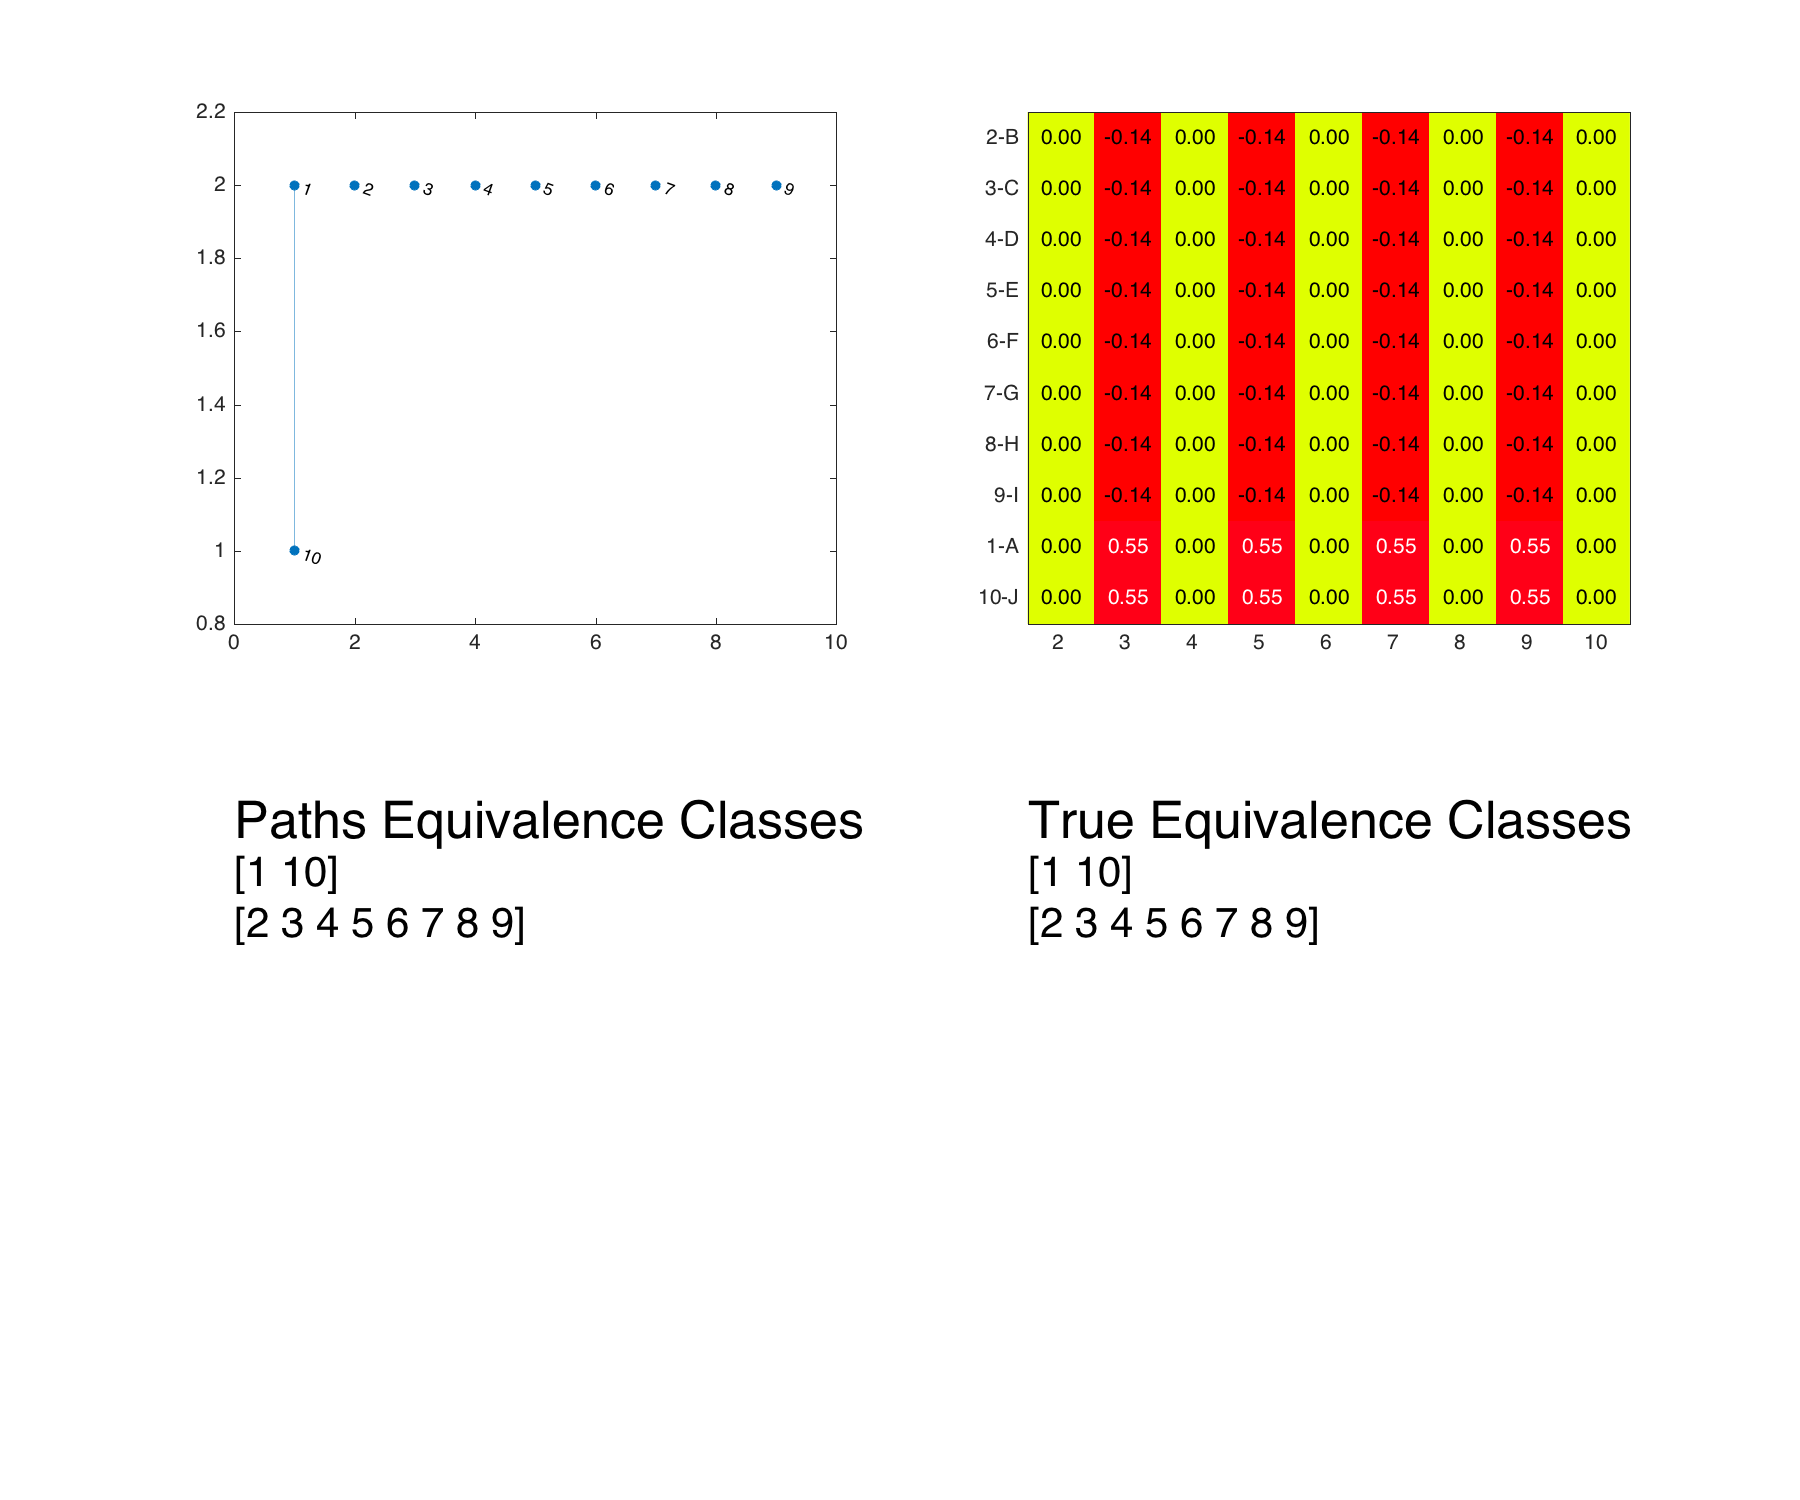 2.2
2
1.8
1.6
1.4
1.2
1
0.8
0 2 4 6 8 10
1 2 3 4 5 6 7 8 9
10
2-B 0.00 -0.14 0.00 -0.14 0.00 -0.14 0.00 -0.14 0.00
3-C 0.00 -0.14 0.00 -0.14 0.00 -0.14 0.00 -0.14 0.00
4-D 0.00 -0.14 0.00 -0.14 0.00 -0.14 0.00 -0.14 0.00
5-E 0.00 -0.14 0.00 -0.14 0.00 -0.14 0.00 -0.14 0.00
6-F 0.00 -0.14 0.00 -0.14 0.00 -0.14 0.00 -0.14 0.00
7-G 0.00 -0.14 0.00 -0.14 0.00 -0.14 0.00 -0.14 0.00
8-H 0.00 -0.14 0.00 -0.14 0.00 -0.14 0.00 -0.14 0.00
9-I 0.00 -0.14 0.00 -0.14 0.00 -0.14 0.00 -0.14 0.00
1-A 0.00 0.55 0.00 0.55 0.00 0.55 0.00 0.55 0.00
10-J 0.00 0.55 0.00 0.55 0.00 0.55 0.00 0.55 0.00
2 3 4 5 6 7 8 9 10
Paths Equivalence Classes
[1 10]
[2 3 4 5 6 7 8 9]
True Equivalence Classes
[1 10]
[2 3 4 5 6 7 8 9]